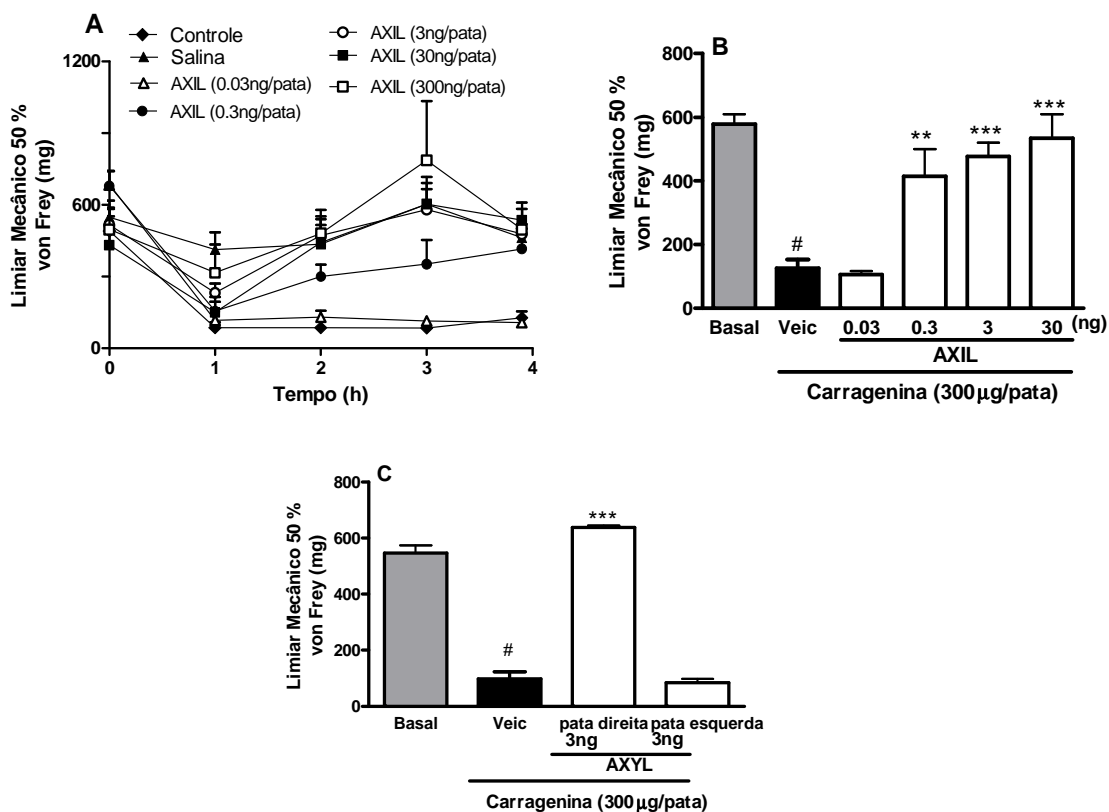 A
Controle
Salina
AXIL (0.03ng/pata)
AXIL (0.3ng/pata)
AXIL (3ng/pata)
AXIL (30ng/pata)
AXIL (300ng/pata)
Limiar Mecânico 50 %
von Frey (mg)
1200
600
0
0 1 2 3 4
Tempo (h)
B
Limiar Mecânico 50 %
von Frey (mg)
800
600
400
200
0
#
**
***
***
Basal Veic 0.03 0.3 3 30 (ng)
AXIL
Carragenina (300µg/pata)
C
Limiar Mecânico 50 %
von Frey (mg)
800
600
400
200
0
#
***
Basal Veic pata direita pata esquerda
3ng 3ng
AXYL
Carragenina (300µg/pata)